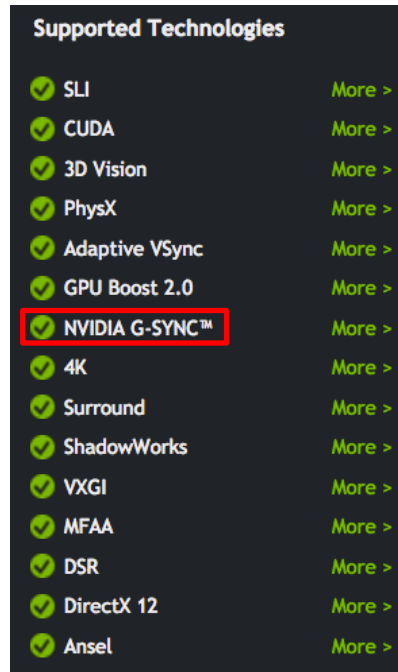 Supported Technologies
SLI More >
CUDA More >
3D Vision More >
PhysX More >
Adaptive VSync More >
GPU Boost 2.0 More >
NVIDIA G-SYNC™ More >
4K More >
Surround More >
ShadowWorks More >
VXGI More >
MFAA More >
DSR More >
DirectX 12 More >
Ansel More >